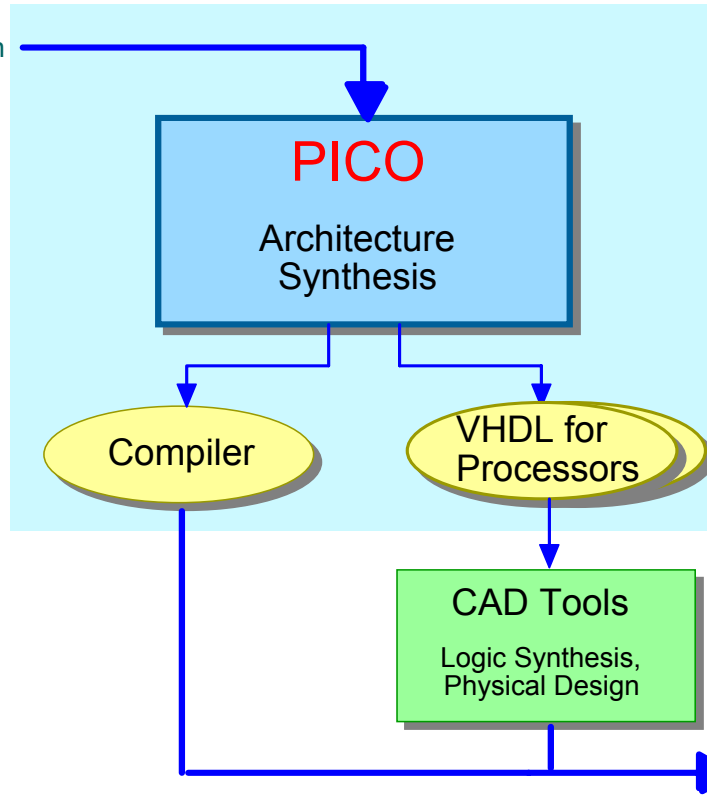 PICO
Architecture
Synthesis
Compiler
VHDL for
Processors
CAD Tools
Logic Synthesis,
Physical Design